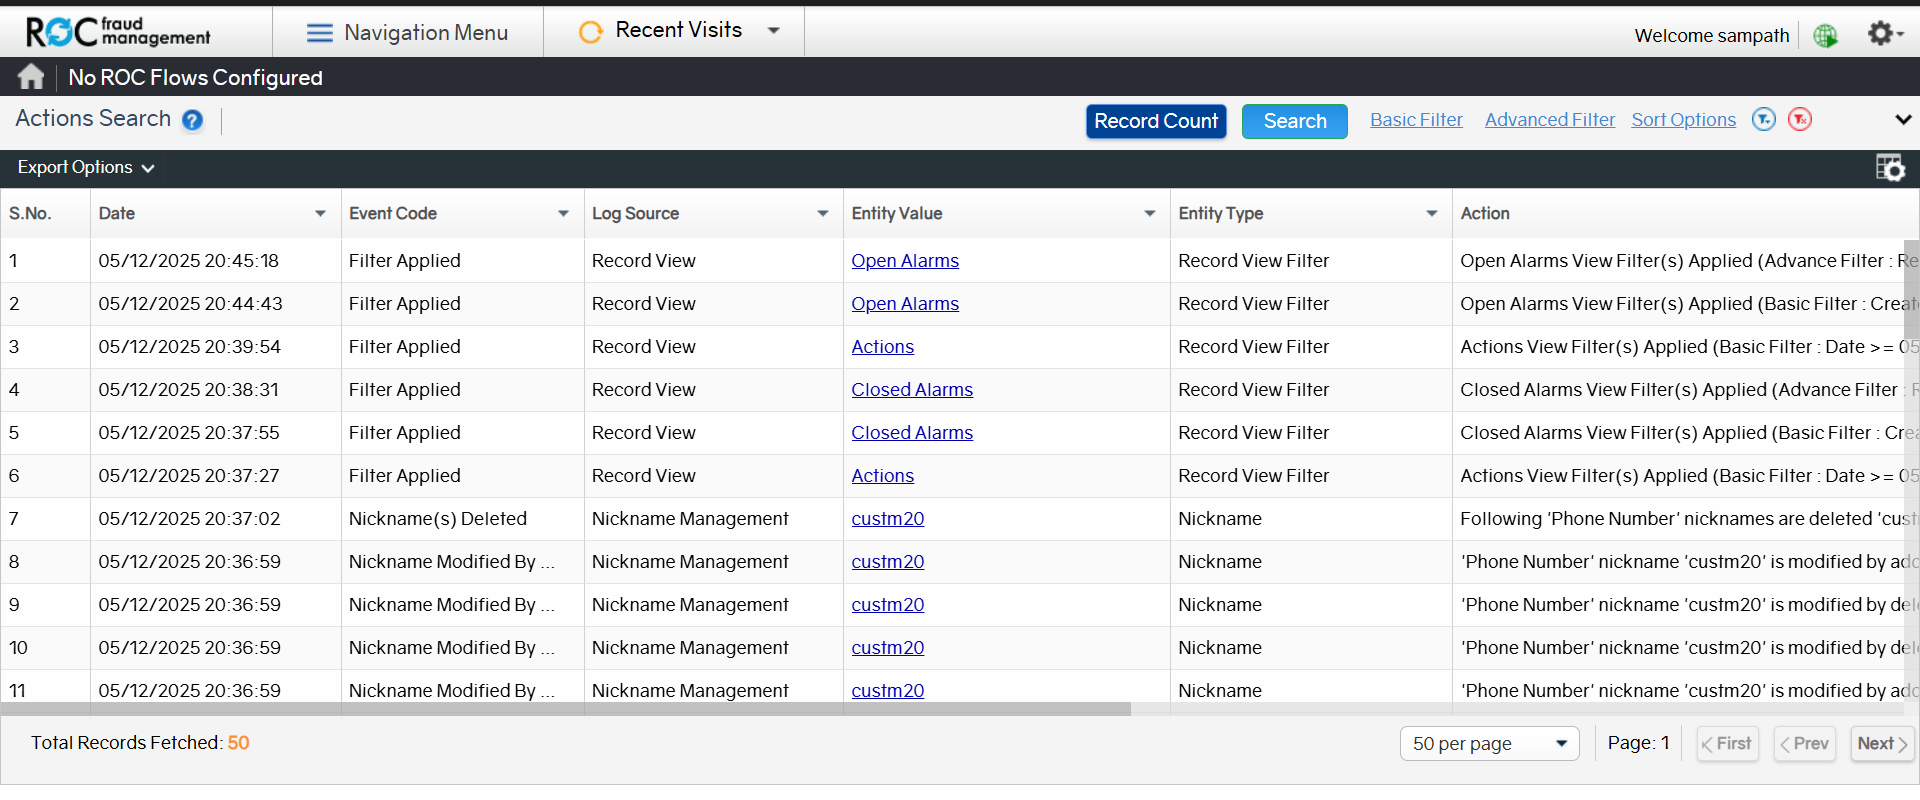 ROC fraud management
Navigation Menu
Recent Visits
Welcome sampath
No ROC Flows Configured
Actions Search ?
Record Count
Search
Basic Filter
Advanced Filter
Sort Options
Export Options
S.No. Date Event Code Log Source Entity Value Entity Type Action
1 05/12/2025 20:45:18 Filter Applied Record View Open Alarms Record View Filter Open Alarms View Filter(s) Applied (Advance Filter : Re
2 05/12/2025 20:44:43 Filter Applied Record View Open Alarms Record View Filter Open Alarms View Filter(s) Applied (Basic Filter : Creat
3 05/12/2025 20:39:54 Filter Applied Record View Actions Record View Filter Actions View Filter(s) Applied (Basic Filter : Date >= 05
4 05/12/2025 20:38:31 Filter Applied Record View Closed Alarms Record View Filter Closed Alarms View Filter(s) Applied (Advance Filter : R
5 05/12/2025 20:37:55 Filter Applied Record View Closed Alarms Record View Filter Closed Alarms View Filter(s) Applied (Basic Filter : Crea
6 05/12/2025 20:37:27 Filter Applied Record View Actions Record View Filter Actions View Filter(s) Applied (Basic Filter : Date >= 05
7 05/12/2025 20:37:02 Nickname(s) Deleted Nickname Management custm20 Nickname Following 'Phone Number' nicknames are deleted 'cust
8 05/12/2025 20:36:59 Nickname Modified By ... Nickname Management custm20 Nickname 'Phone Number' nickname 'custm20' is modified by add
9 05/12/2025 20:36:59 Nickname Modified By ... Nickname Management custm20 Nickname 'Phone Number' nickname 'custm20' is modified by dele
10 05/12/2025 20:36:59 Nickname Modified By ... Nickname Management custm20 Nickname 'Phone Number' nickname 'custm20' is modified by dele
11 05/12/2025 20:36:59 Nickname Modified By ... Nickname Management custm20 Nickname 'Phone Number' nickname 'custm20' is modified by add
Total Records Fetched: 50
50 per page
Page: 1
First
Prev
Next